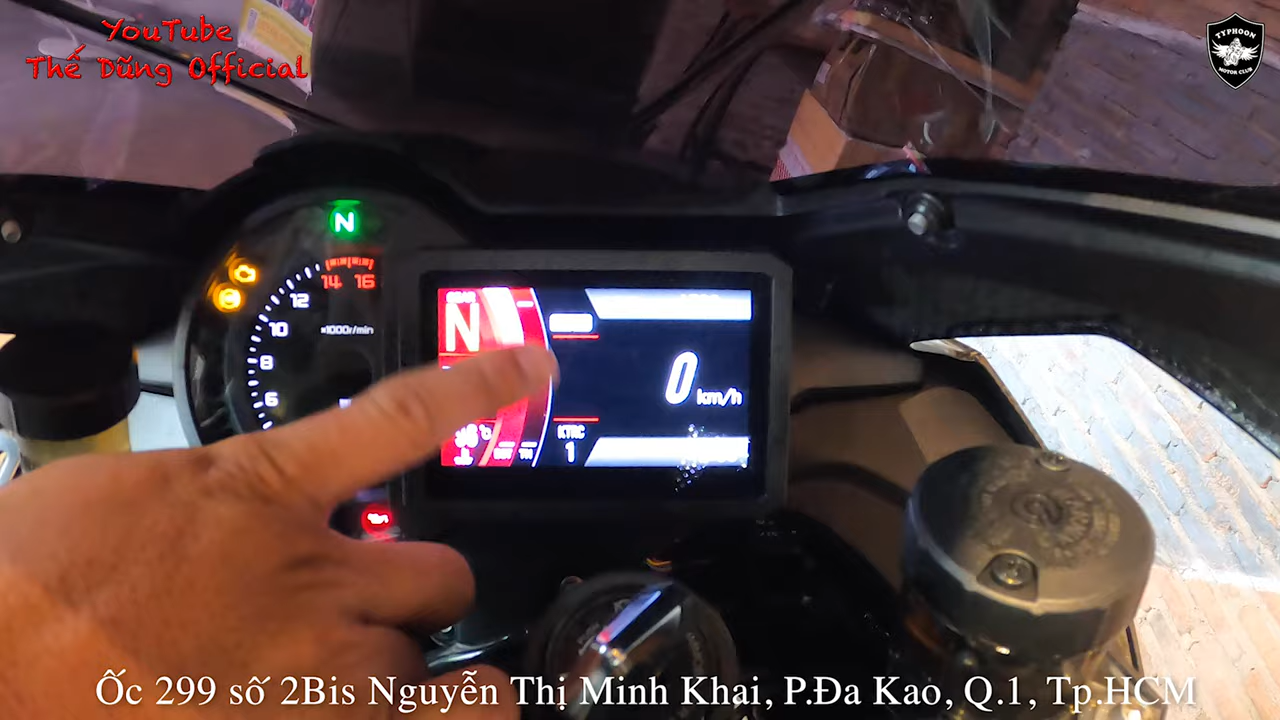 YouTube
Thế Dũng Official
TYPHOON
MOTOR CLUB
N
14 16
12
10
8
6
x1000r/min
N
0 km/h
KTRC
1
Ốc 299 số 2Bis Nguyễn Thị Minh Khai, P.Đa Kao, Q.1, Tp.HCM